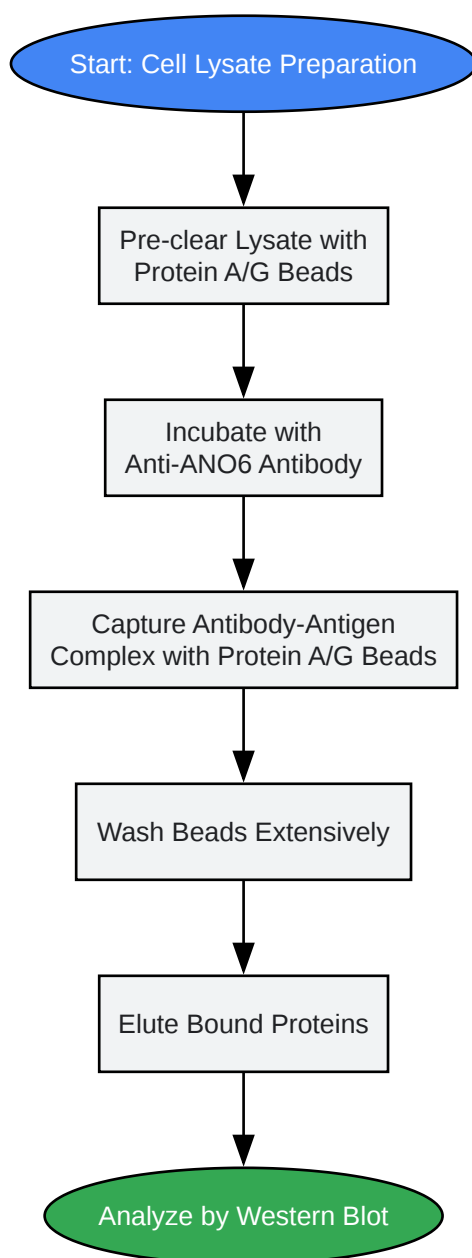 Start: Cell Lysate Preparation
Pre-clear Lysate with
Protein A/G Beads
Incubate with
Anti-ANO6 Antibody
Capture Antibody-Antigen
Complex with Protein A/G Beads
Wash Beads Extensively
Elute Bound Proteins
Analyze by Western Blot